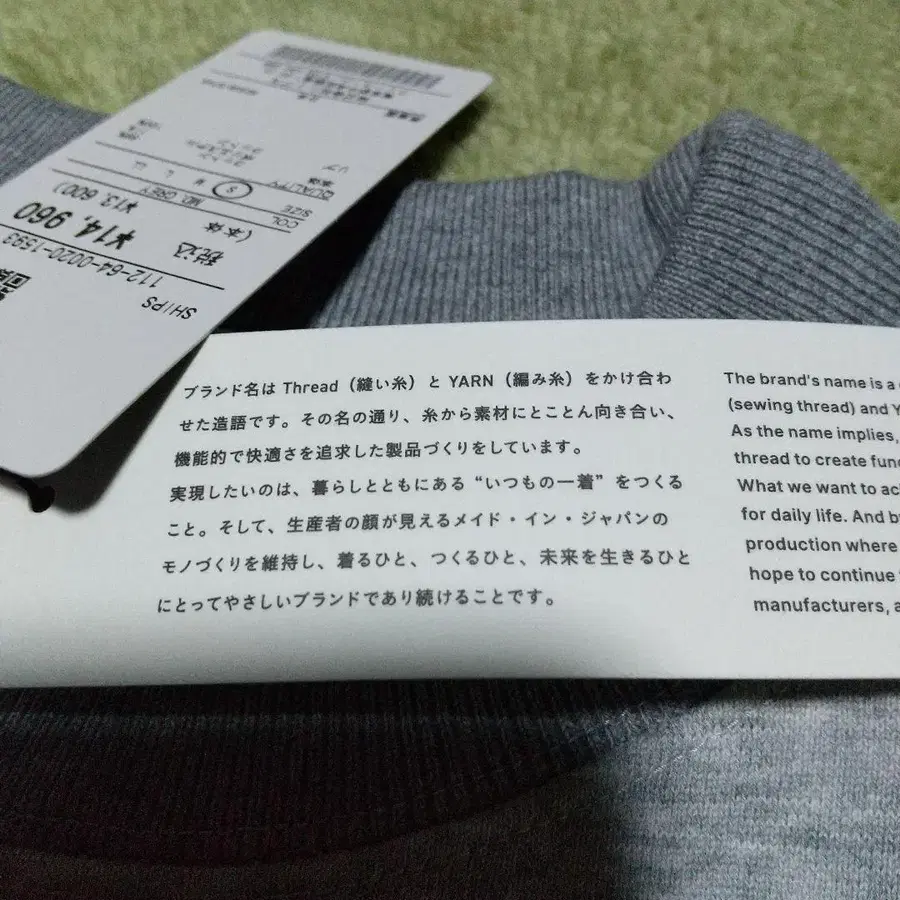 SHIPS
112-64-0020-1593
税込 ¥14,960
(本体 ¥13,600)
COL. MD.GREY
SIZE S M L LL
QUALITY
ブランド名は Thread（縫い糸）と YARN（編み糸）をかけ合わ
せた造語です。その名の通り、糸から素材にとことん向き合い、
機能的で快適さを追求した製品づくりをしています。
実現したいのは、暮らしとともにある “いつもの一着” をつくる
こと。そして、生産者の顔が見えるメイド・イン・ジャパンの
モノづくりを維持し、着るひと、つくるひと、未来を生きるひと
にとってやさしいブランドであり続けることです。
The brand's name is a
(sewing thread) and Y
As the name implies,
thread to create func
What we want to ac
for daily life. And b
production where
hope to continue
manufacturers, a